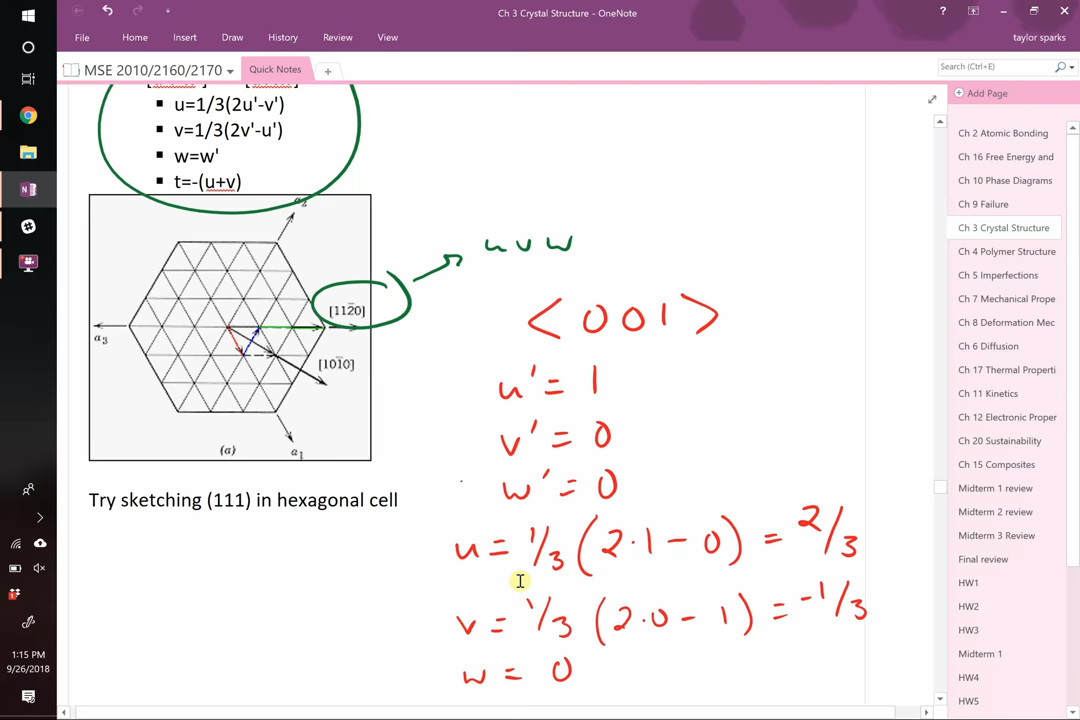 Ch 3 Crystal Structure - OneNote
?
File Home Insert Draw History Review View
taylor sparks
MSE 2010/2160/2170
Quick Notes
+
Search (Ctrl+E)
Add Page
▪ u=1/3(2u'-v')
▪ v=1/3(2v'-u')
▪ w=w'
▪ t=-(u+v)
a2
[112̄0]
a3
[101̄0]
(a)
a1
u v w
<001>
u' = 1
v' = 0
w' = 0
u = 1/3 (2·1 - 0) = 2/3
v = 1/3 (2·0 - 1) = -1/3
w = 0
Try sketching (111) in hexagonal cell
Ch 2 Atomic Bonding
Ch 16 Free Energy and
Ch 10 Phase Diagrams
Ch 9 Failure
Ch 3 Crystal Structure
Ch 4 Polymer Structure
Ch 5 Imperfections
Ch 7 Mechanical Prope
Ch 8 Deformation Mec
Ch 6 Diffusion
Ch 17 Thermal Properti
Ch 11 Kinetics
Ch 12 Electronic Proper
Ch 20 Sustainability
Ch 15 Composites
Midterm 1 review
Midterm 2 review
Midterm 3 Review
Final review
HW1
HW2
HW3
Midterm 1
HW4
HW5
1:15 PM
9/26/2018